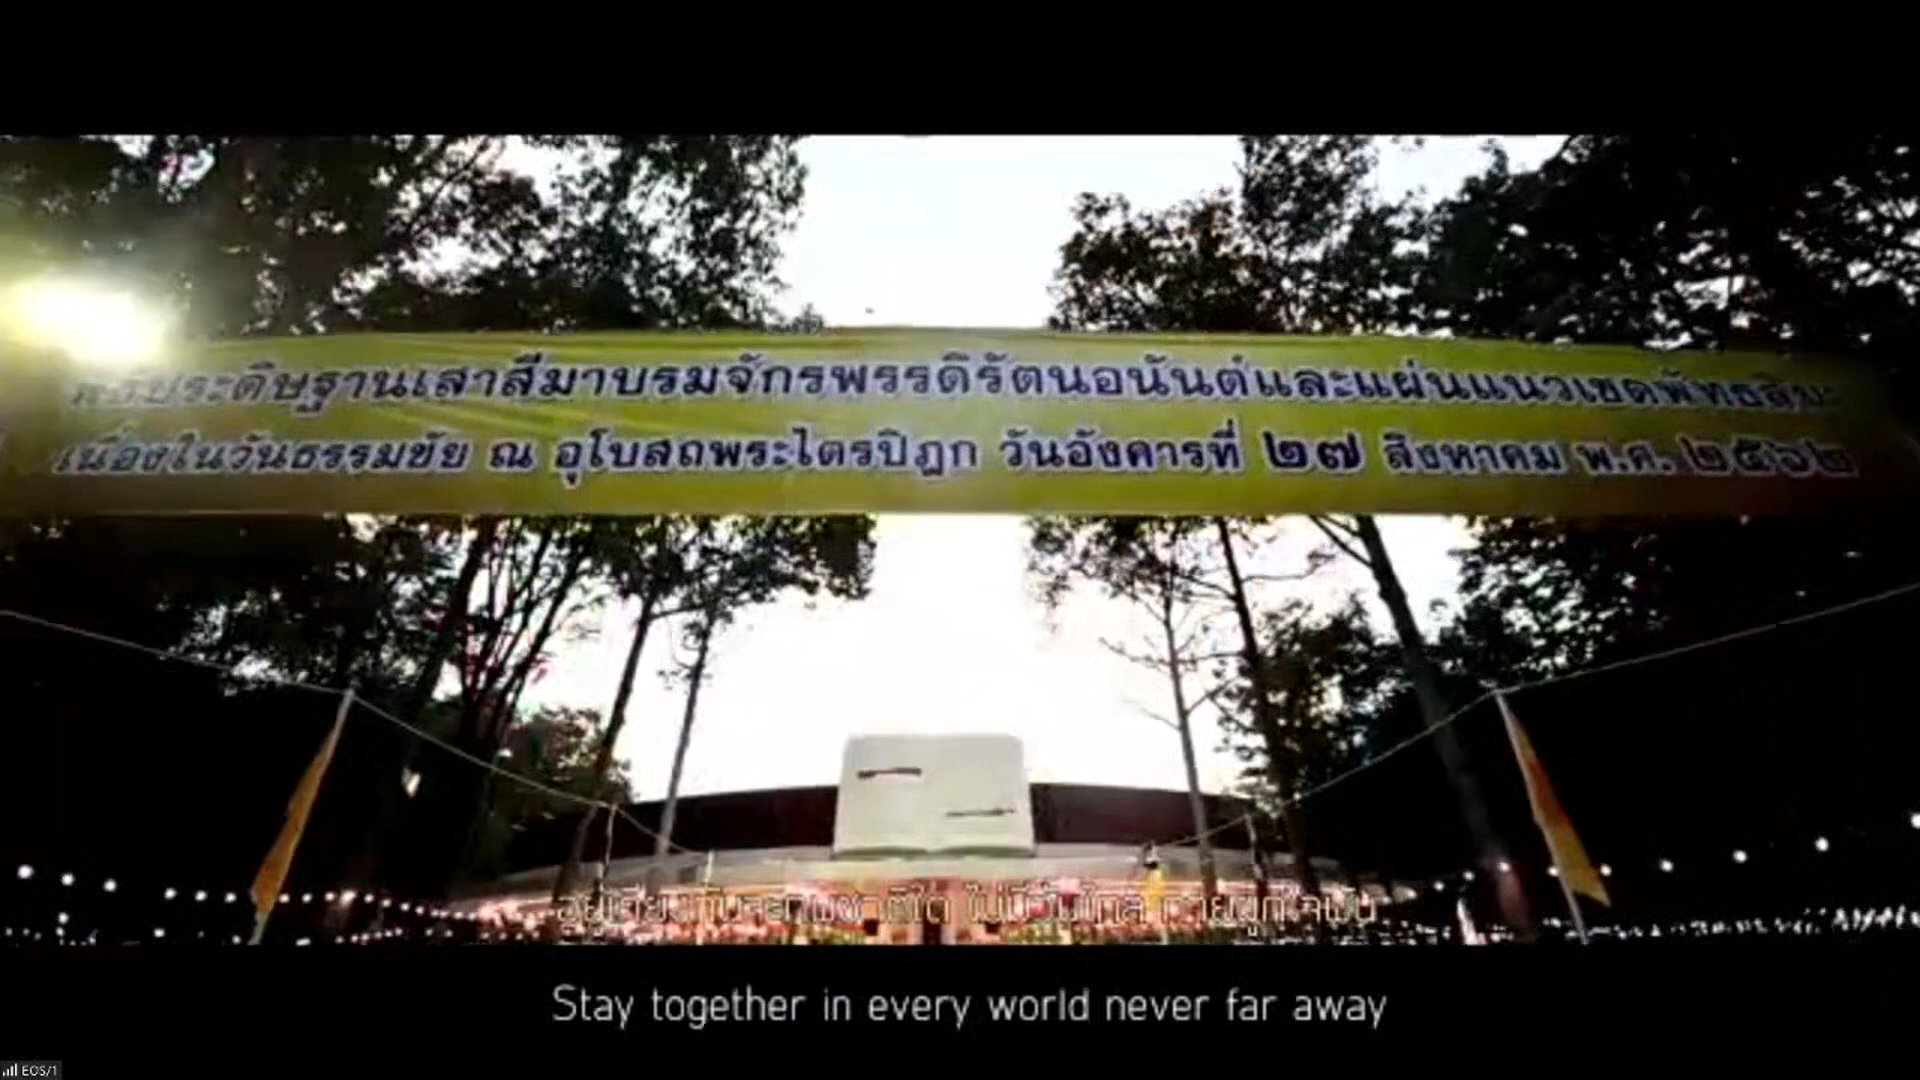 พิธีประดิษฐานเสาสีมาบรมจักรพรรดิรัตนอนันต์และแผ่นแนวเขตพัทธสีมา
เนื่องในวันธรรมชัย ณ อุโบสถพระไตรปิฎก วันอังคารที่ ๒๗ สิงหาคม พ.ศ. ๒๕๖๒
Stay together in every world never far away
EOS/1